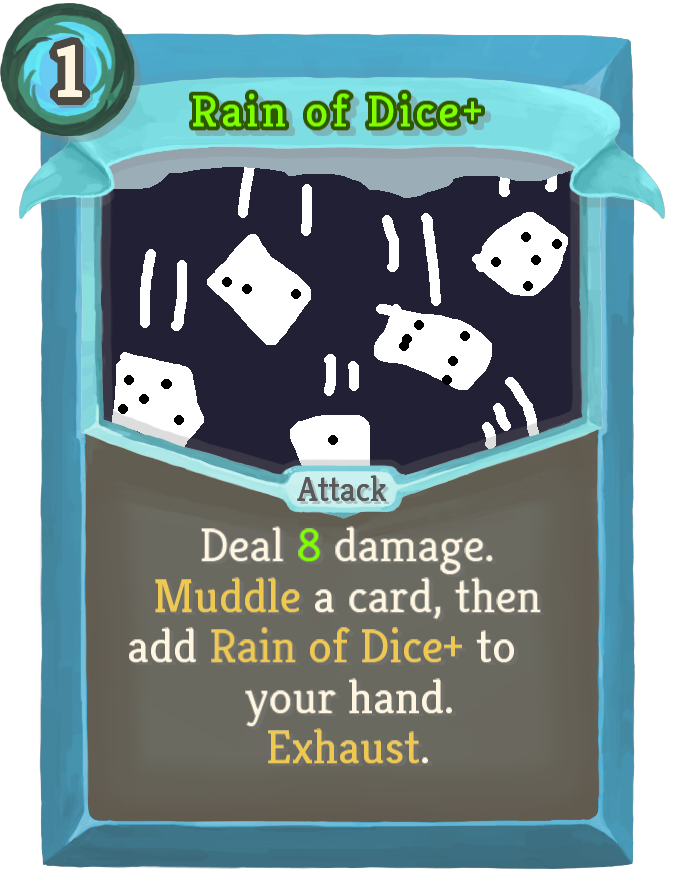 1
Rain of Dice+
Attack
Deal 8 damage.
Muddle a card, then
add Rain of Dice+ to
your hand.
Exhaust.